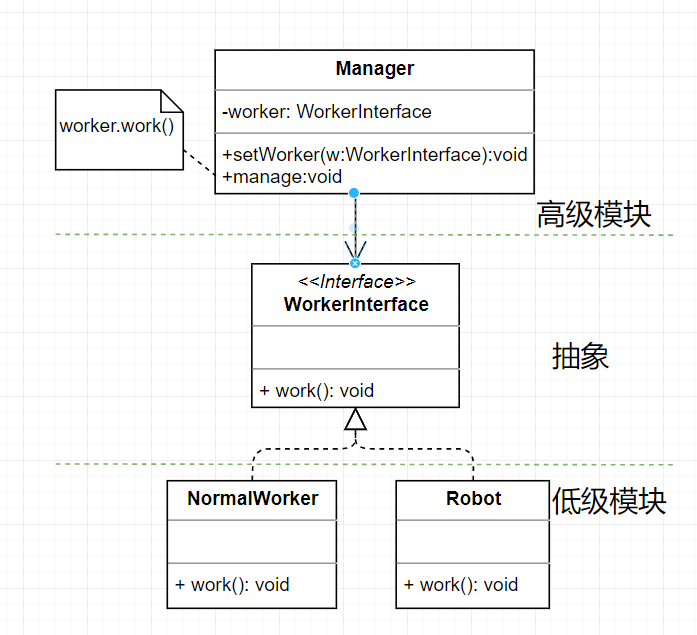 Manager
-worker: WorkerInterface
worker.work()
+setWorker(w:WorkerInterface):void
+manage:void
高级模块
<<Interface>>
WorkerInterface
抽象
+ work(): void
NormalWorker
Robot
低级模块
+ work(): void
+ work(): void